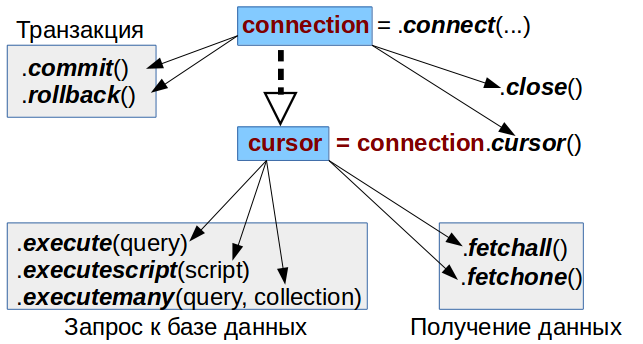 Транзакция
connection = .connect(...)
.commit()
.rollback()
.close()
cursor = connection.cursor()
.execute(query)
.executescript(script)
.executemany(query, collection)
.fetchall()
.fetchone()
Запрос к базе данных
Получение данных